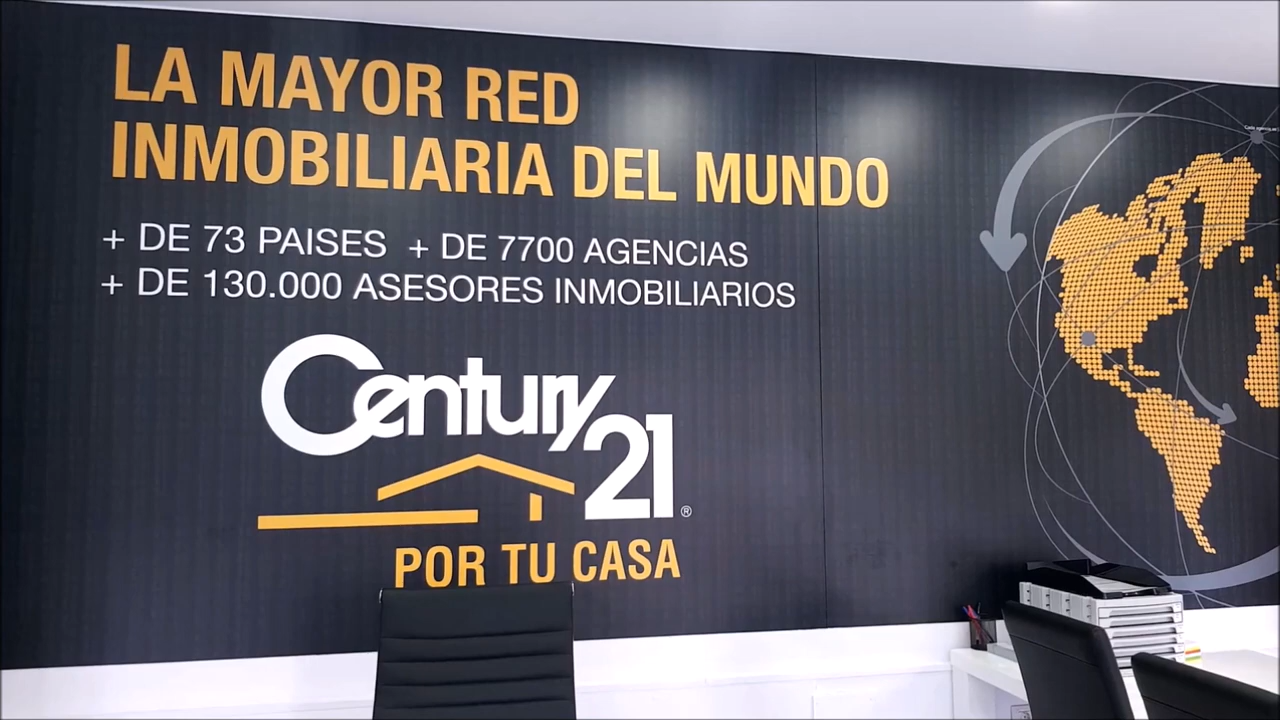 LA MAYOR RED
INMOBILIARIA DEL MUNDO
+ DE 73 PAISES + DE 7700 AGENCIAS
+ DE 130.000 ASESORES INMOBILIARIOS
Century
21®
POR TU CASA